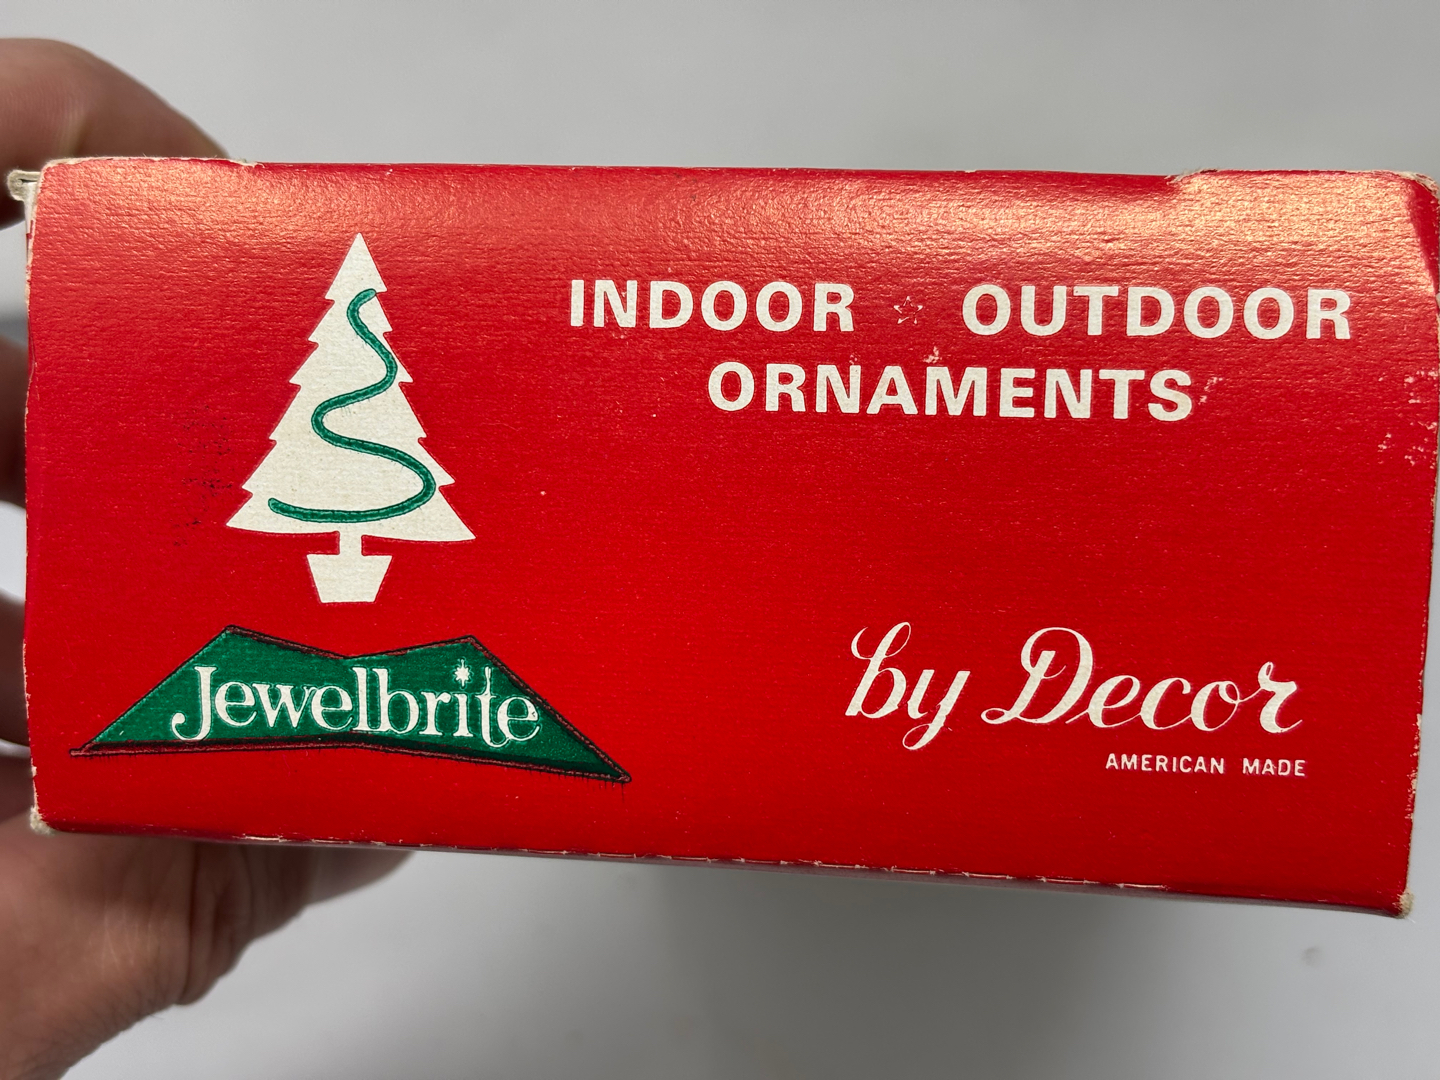 INDOOR ☆ OUTDOOR
ORNAMENTS
Jewelbrite
by Decor
AMERICAN MADE